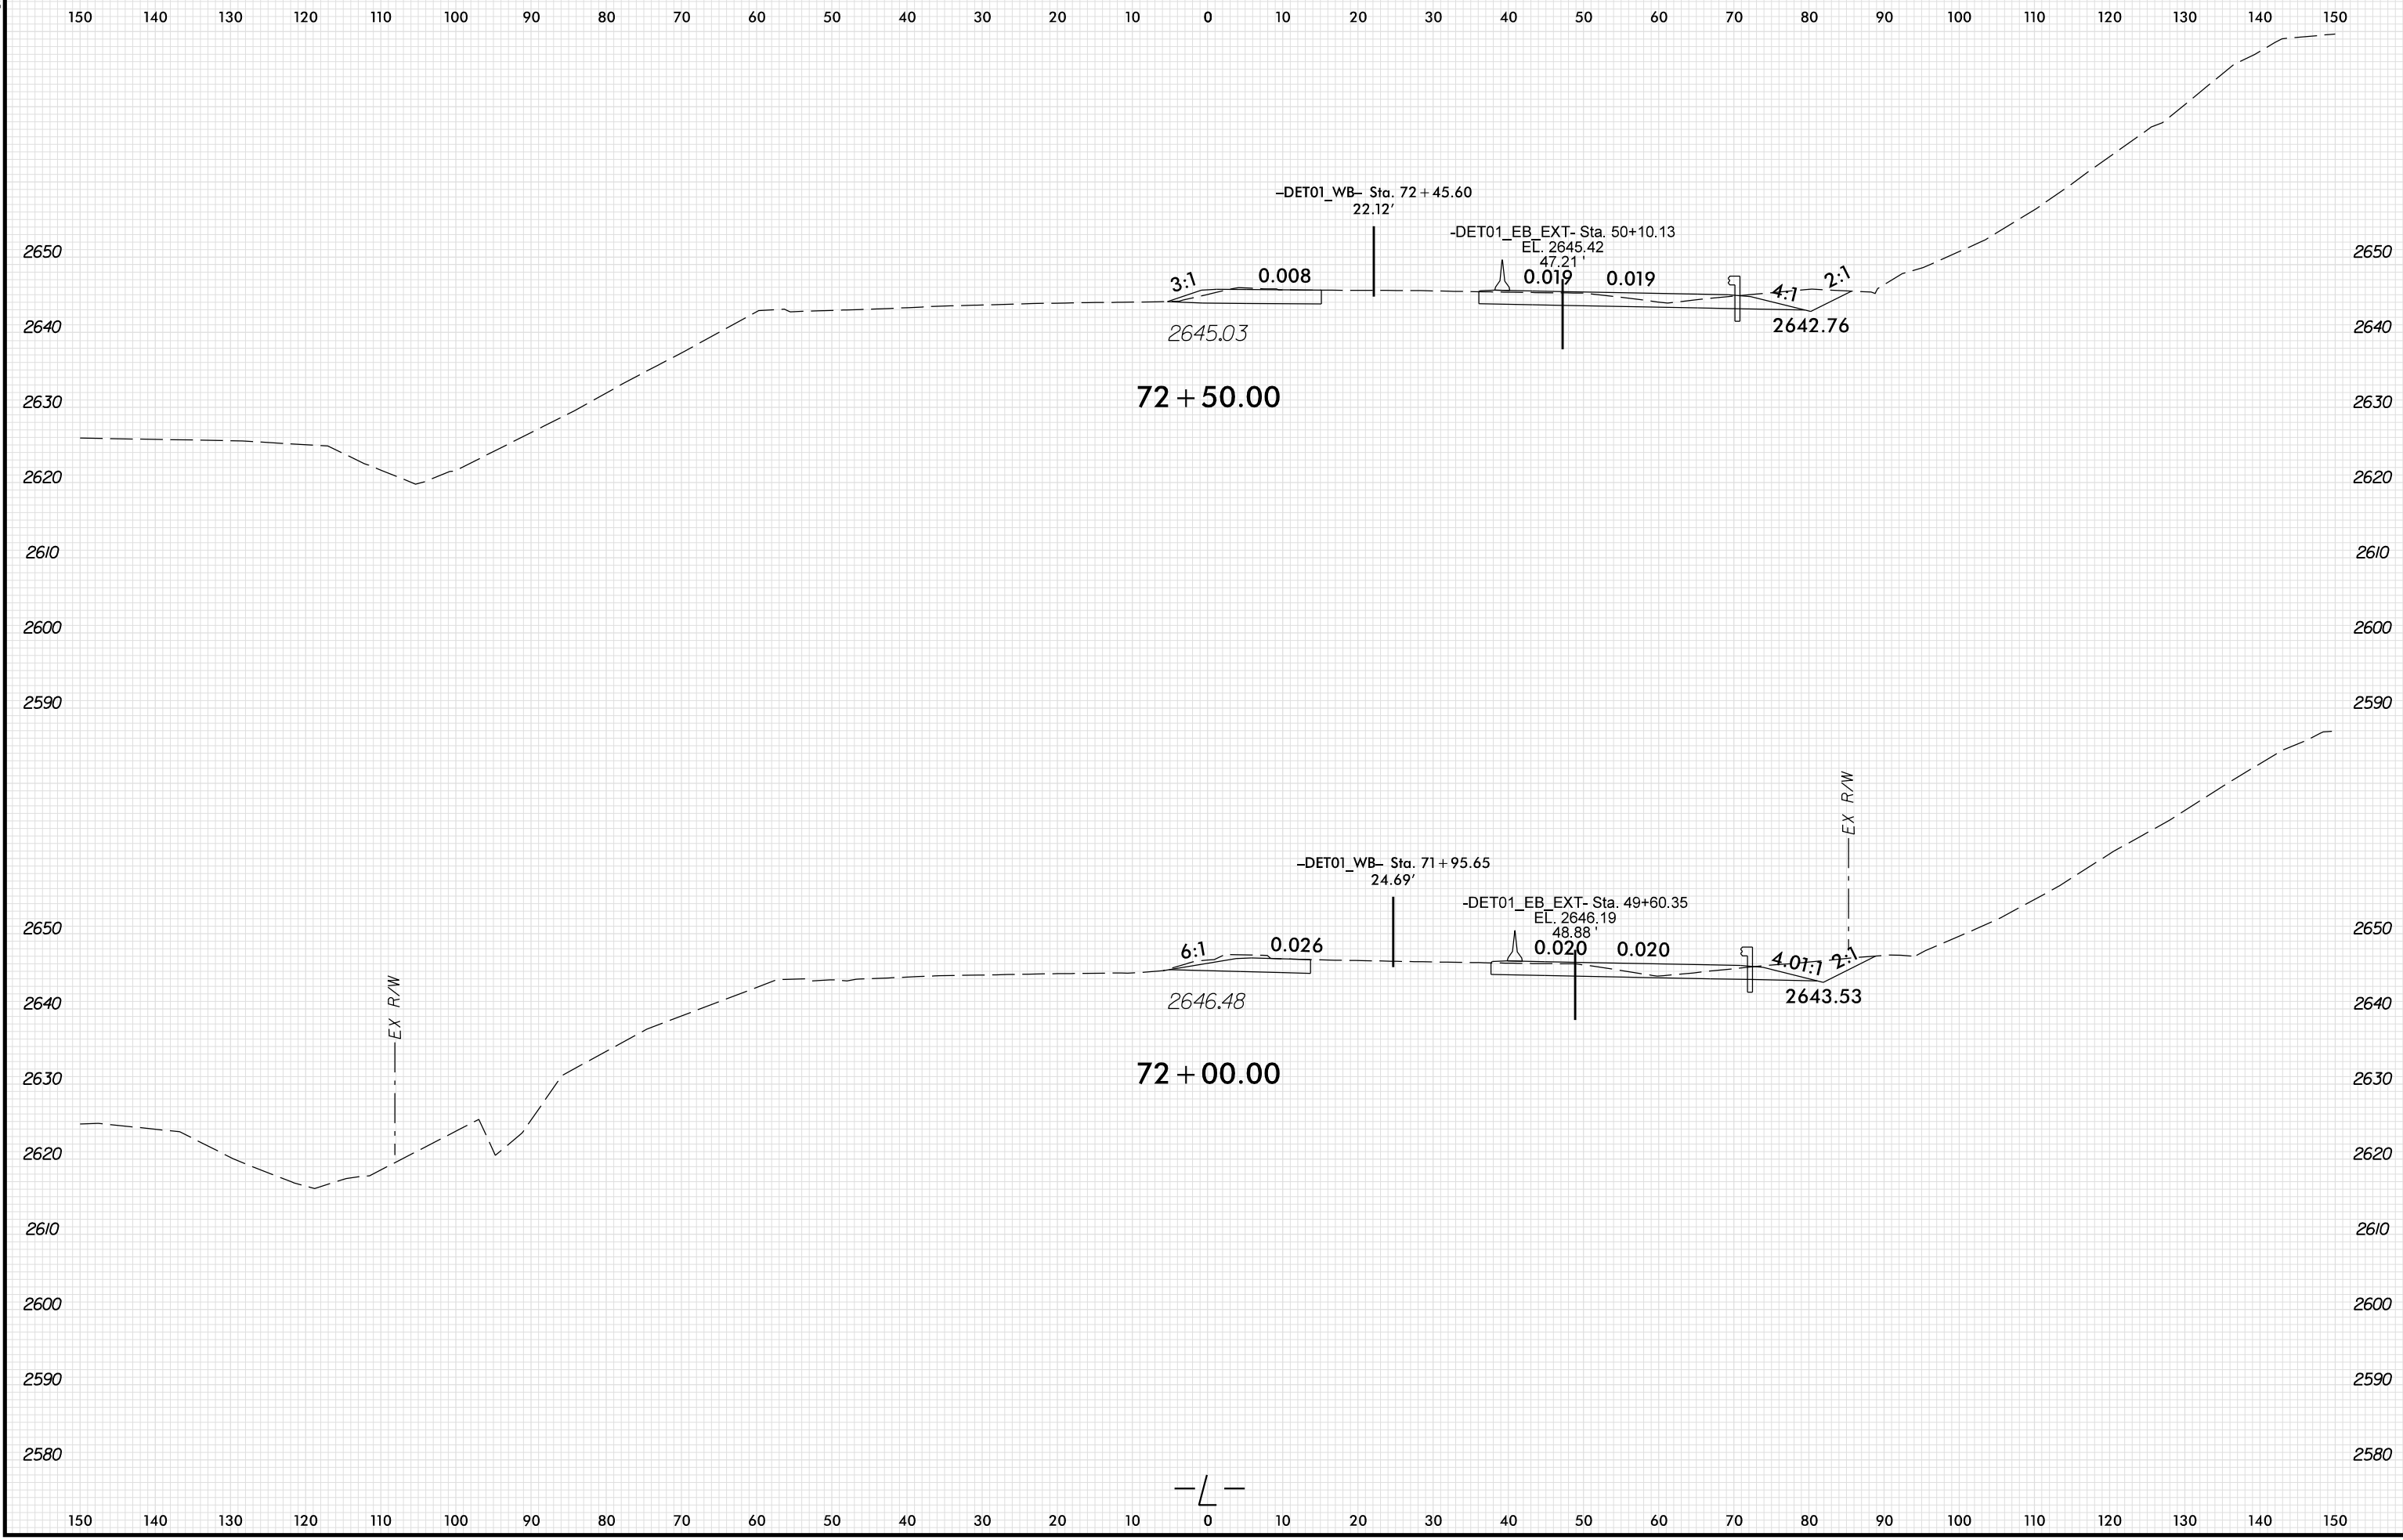 150 140 130 120 110 100 90 80 70 60 50 40 30 20 10 0 10 20 30 40 50 60 70 80 90 100 110 120 130 140 150
–DET01_WB– Sta. 72+45.60
22.12'
-DET01_EB_EXT- Sta. 50+10.13
EL. 2645.42
47.21 '
2650 2650
3:1 0.008 0.019 0.019 4:1 2:1
2640 2645.03 2642.76 2640
2630 72+50.00 2630
2620 2620
2610 2610
2600 2600
2590 2590
EX R/W
–DET01_WB– Sta. 71+95.65
24.69'
-DET01_EB_EXT- Sta. 49+60.35
EL. 2646.19
48.88 '
2650 2650
6:1 0.026 0.020 0.020 4.01:1 2:1
EX R/W
2640 2646.48 2643.53 2640
2630 72+00.00 2630
2620 2620
2610 2610
2600 2600
2590 2590
2580 2580
–L–
150 140 130 120 110 100 90 80 70 60 50 40 30 20 10 0 10 20 30 40 50 60 70 80 90 100 110 120 130 140 150